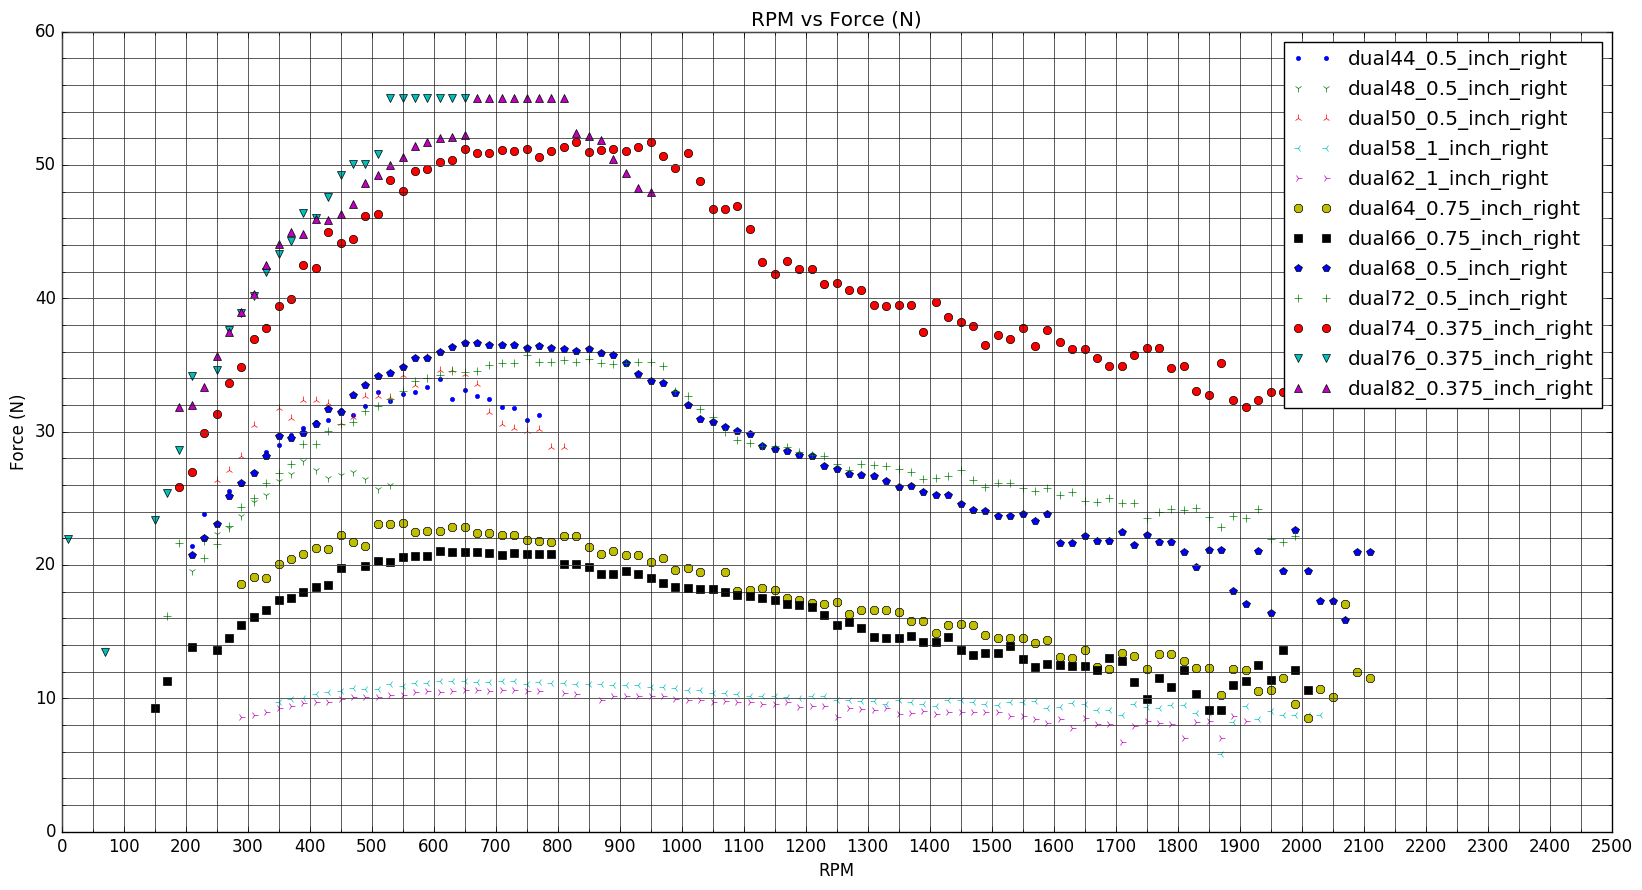 RPM vs Force (N)
60
50
40
30
20
10
0
Force (N)
dual44_0.5_inch_right
dual48_0.5_inch_right
dual50_0.5_inch_right
dual58_1_inch_right
dual62_1_inch_right
dual64_0.75_inch_right
dual66_0.75_inch_right
dual68_0.5_inch_right
dual72_0.5_inch_right
dual74_0.375_inch_right
dual76_0.375_inch_right
dual82_0.375_inch_right
0 100 200 300 400 500 600 700 800 900 1000 1100 1200 1300 1400 1500 1600 1700 1800 1900 2000 2100 2200 2300 2400 2500
RPM